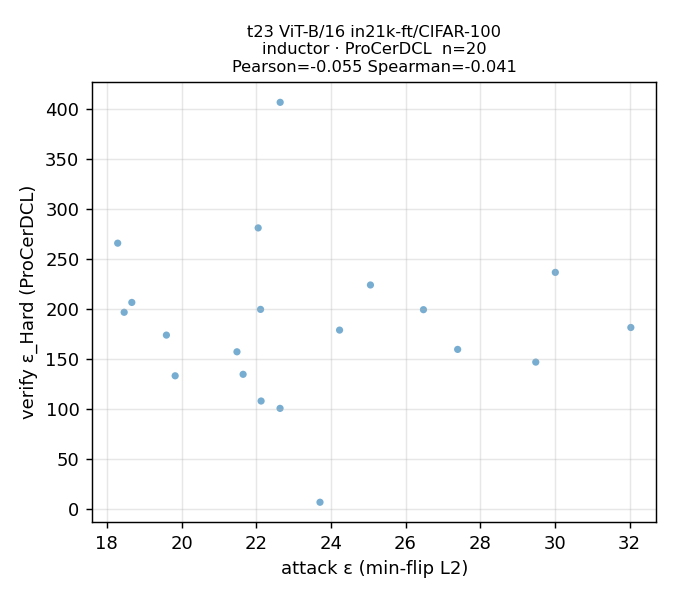 t23 ViT-B/16 in21k-ft/CIFAR-100
inductor · ProCerDCL n=20
Pearson=-0.055 Spearman=-0.041
verify ε_Hard (ProCerDCL)
400
350
300
250
200
150
100
50
0
18 20 22 24 26 28 30 32
attack ε (min-flip L2)